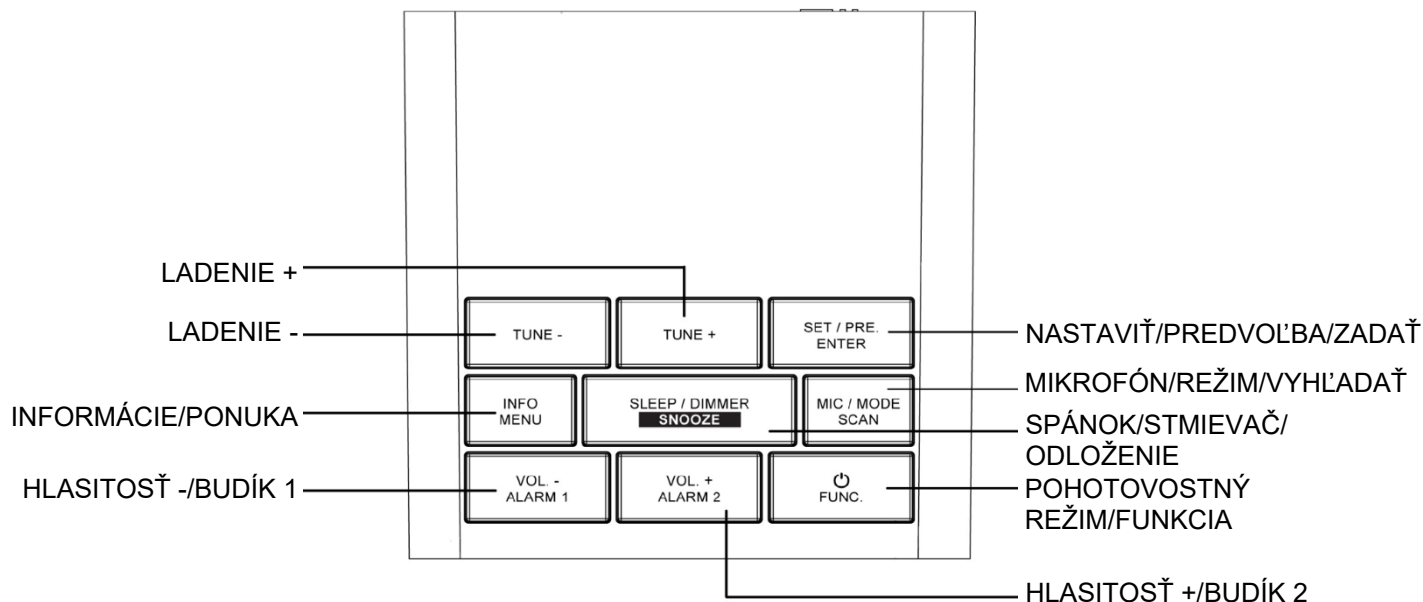 LADENIE +
LADENIE -
INFORMÁCIE/PONUKA
HLASITOSŤ -/BUDÍK 1
TUNE -
TUNE +
SET / PRE.
ENTER
INFO
MENU
SLEEP / DIMMER
SNOOZE
MIC / MODE
SCAN
VOL. -
ALARM 1
VOL. +
ALARM 2
FUNC.
NASTAVIŤ/PREDVOĽBA/ZADAŤ
MIKROFÓN/REŽIM/VYHĽADAŤ
SPÁNOK/STMIEVAČ/
ODLOŽENIE
POHOTOVOSTNÝ
REŽIM/FUNKCIA
HLASITOSŤ +/BUDÍK 2